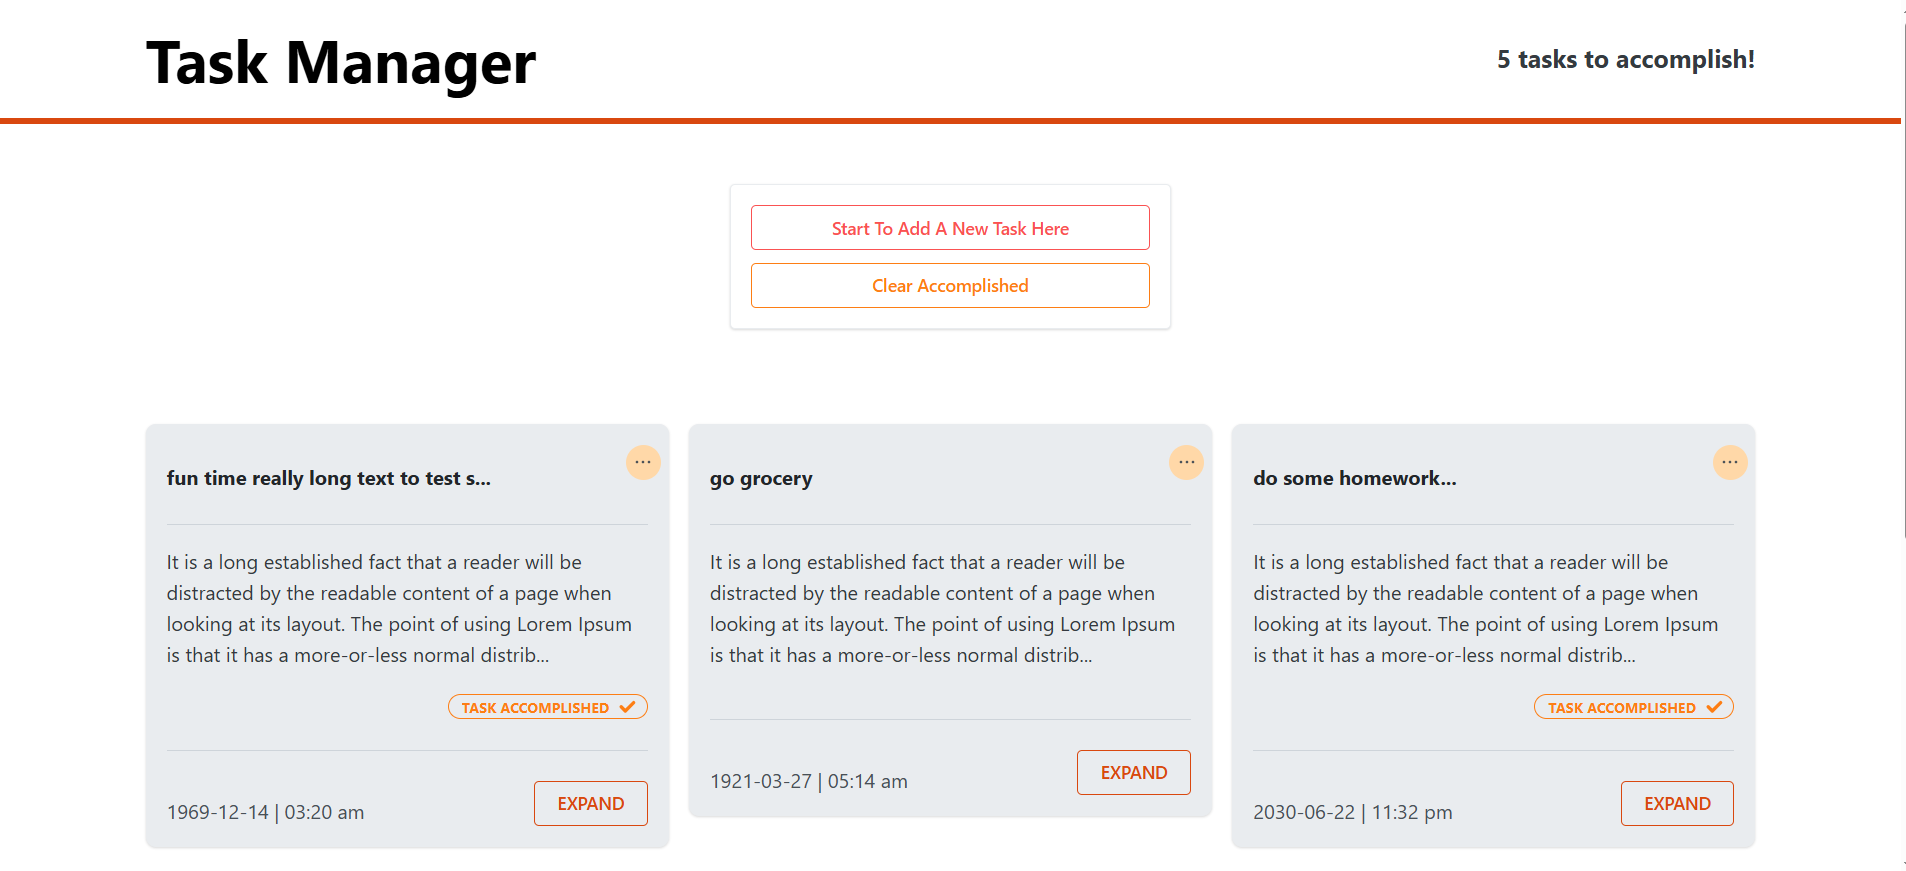 Task Manager
5 tasks to accomplish!
Start To Add A New Task Here
Clear Accomplished
fun time really long text to test s...
...
It is a long established fact that a reader will be
distracted by the readable content of a page when
looking at its layout. The point of using Lorem Ipsum
is that it has a more-or-less normal distrib...
TASK ACCOMPLISHED
1969-12-14 | 03:20 am
EXPAND
go grocery
...
It is a long established fact that a reader will be
distracted by the readable content of a page when
looking at its layout. The point of using Lorem Ipsum
is that it has a more-or-less normal distrib...
1921-03-27 | 05:14 am
EXPAND
do some homework...
...
It is a long established fact that a reader will be
distracted by the readable content of a page when
looking at its layout. The point of using Lorem Ipsum
is that it has a more-or-less normal distrib...
TASK ACCOMPLISHED
2030-06-22 | 11:32 pm
EXPAND